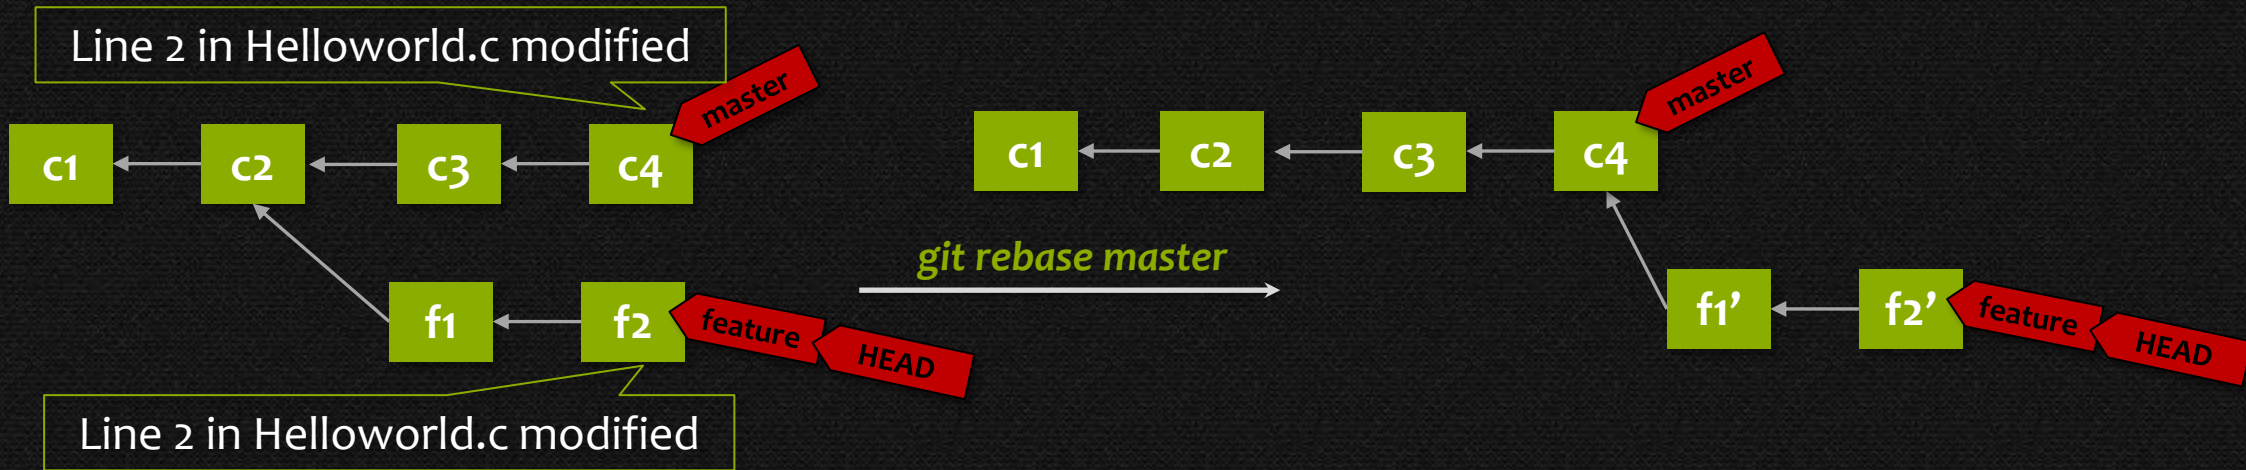 Line 2 in Helloworld.c modified
master
c1
c2
c3
c4
f1
f2
feature
HEAD
Line 2 in Helloworld.c modified
git rebase master
master
c1
c2
c3
c4
f1’
f2’
feature
HEAD